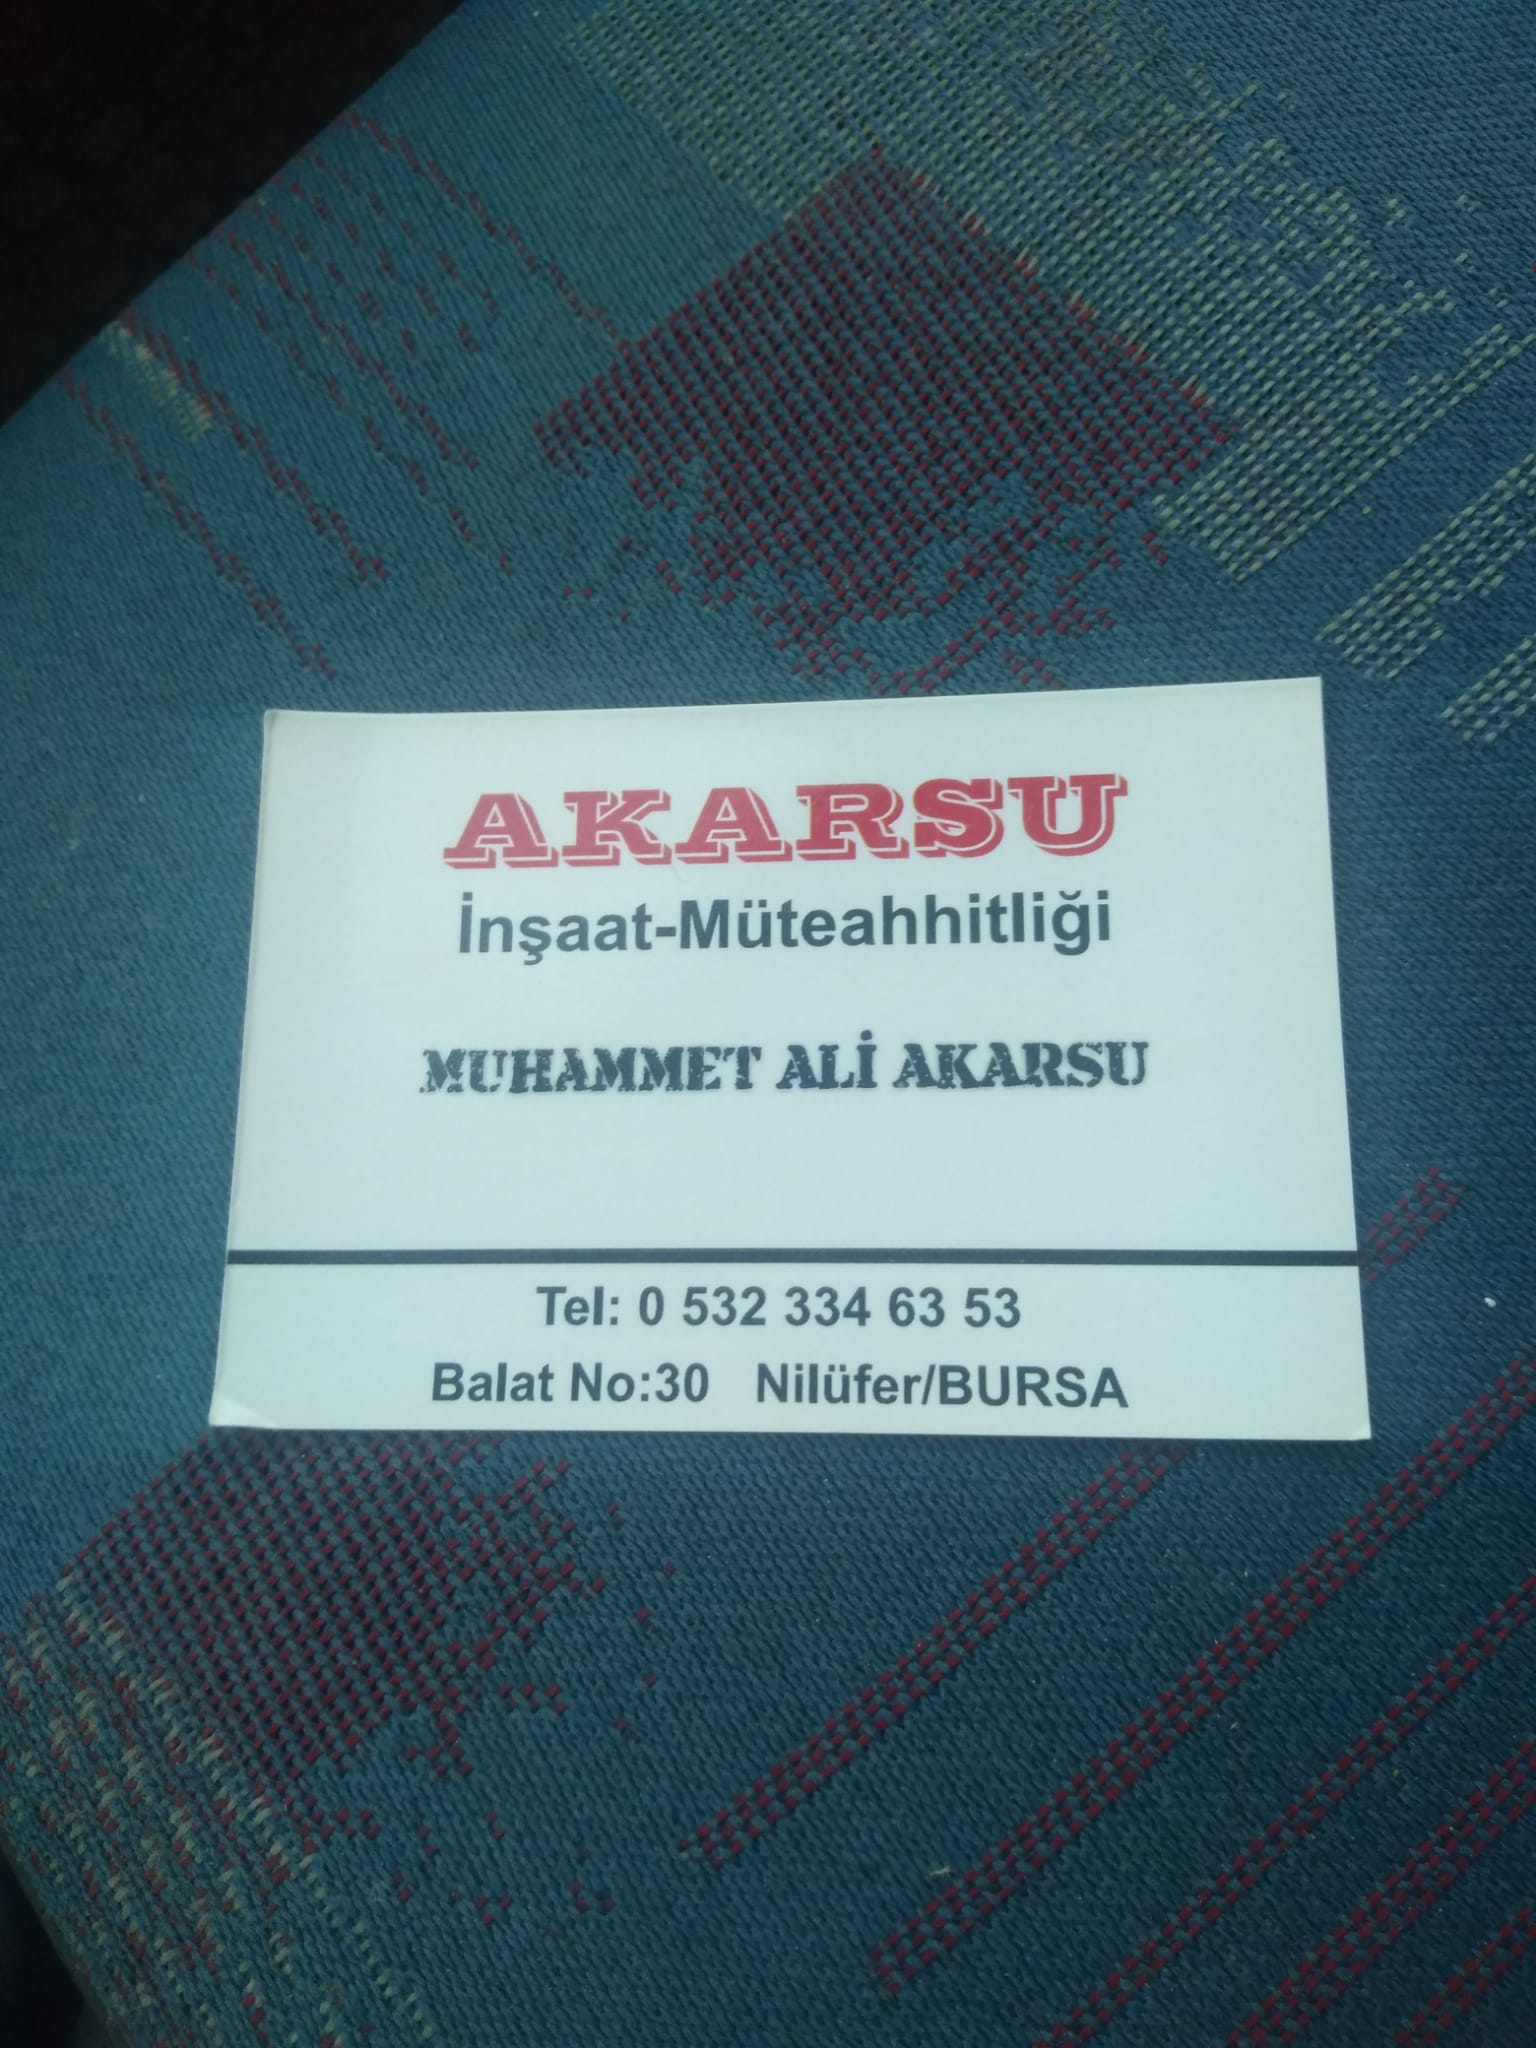 AKARSU
İnşaat-Müteahhitliği
MUHAMMET ALİ AKARSU
Tel: 0 532 334 63 53
Balat No:30 Nilüfer/BURSA